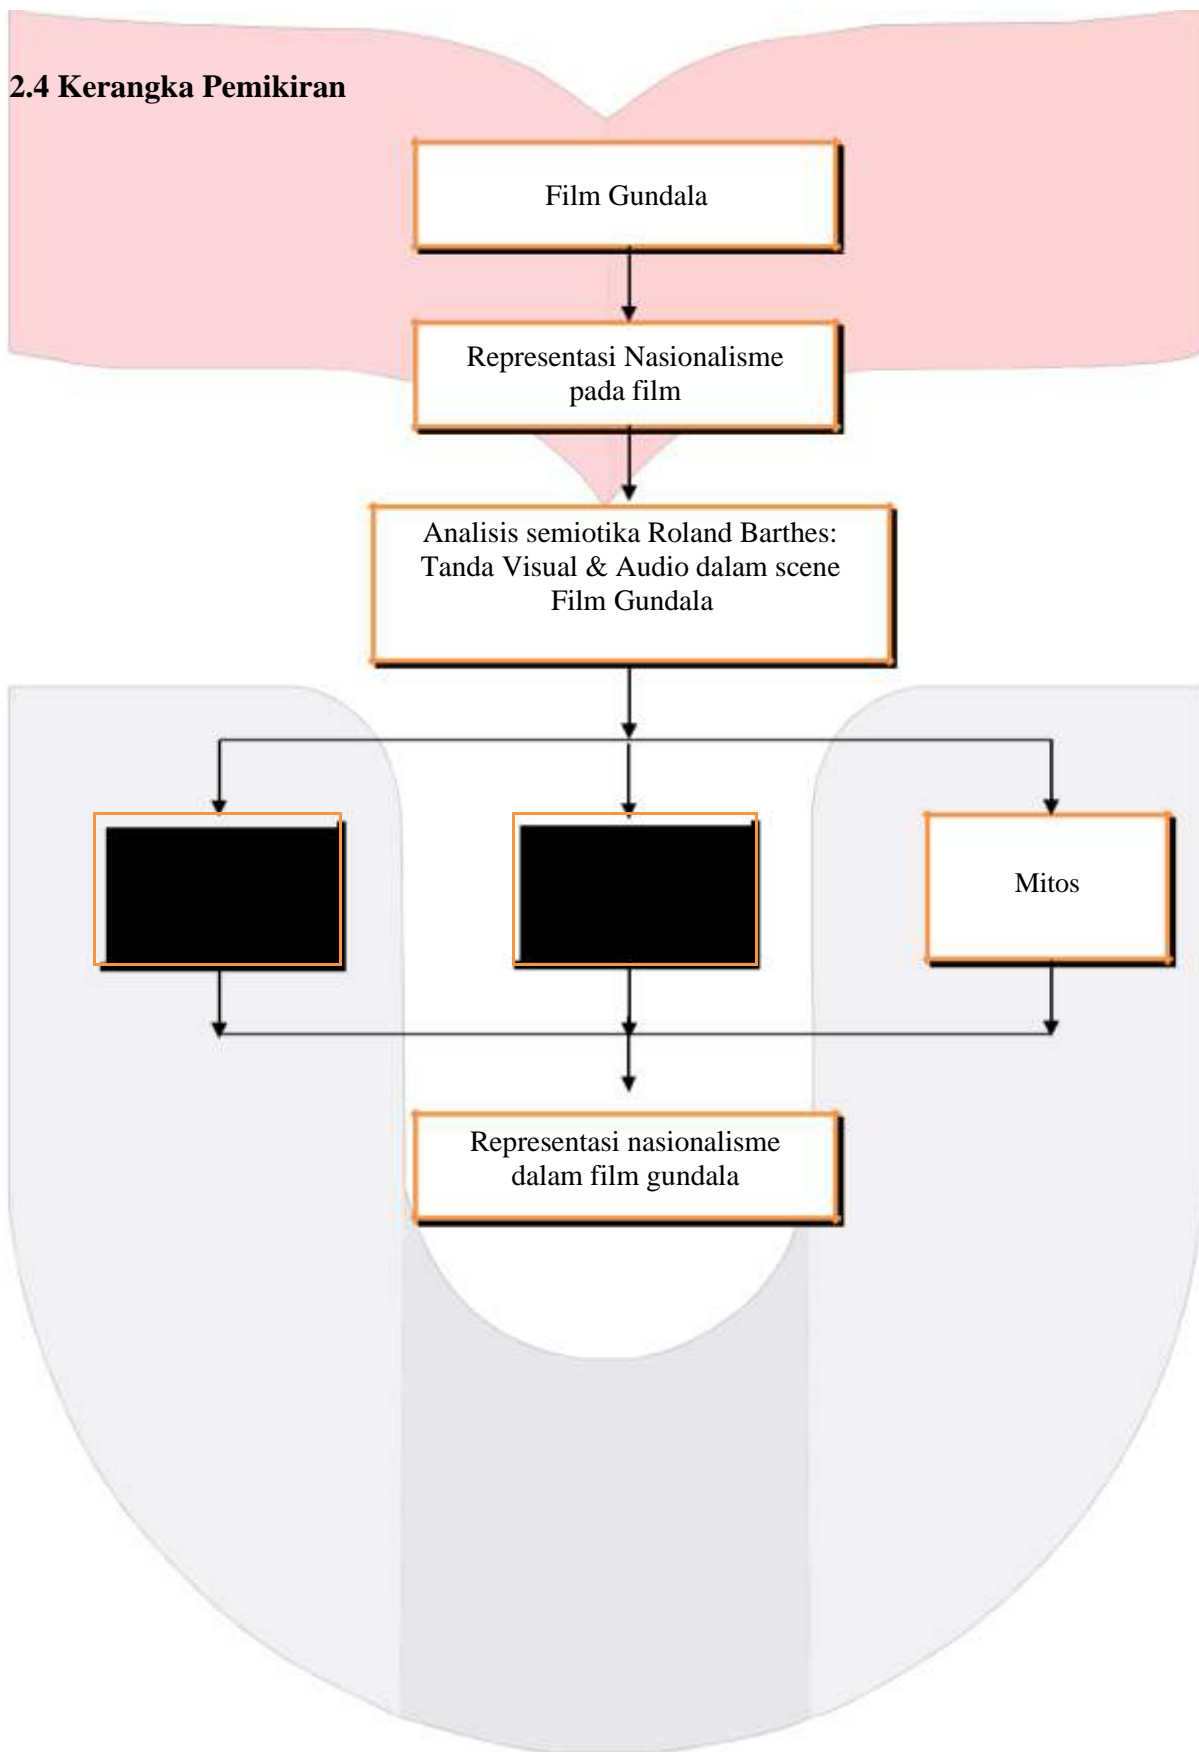 2.4 Kerangka Pemikiran
Film Gundala
Representasi Nasionalisme
pada film
Analisis semiotika Roland Barthes:
Tanda Visual & Audio dalam scene
Film Gundala
Mitos
Representasi nasionalisme
dalam film gundala